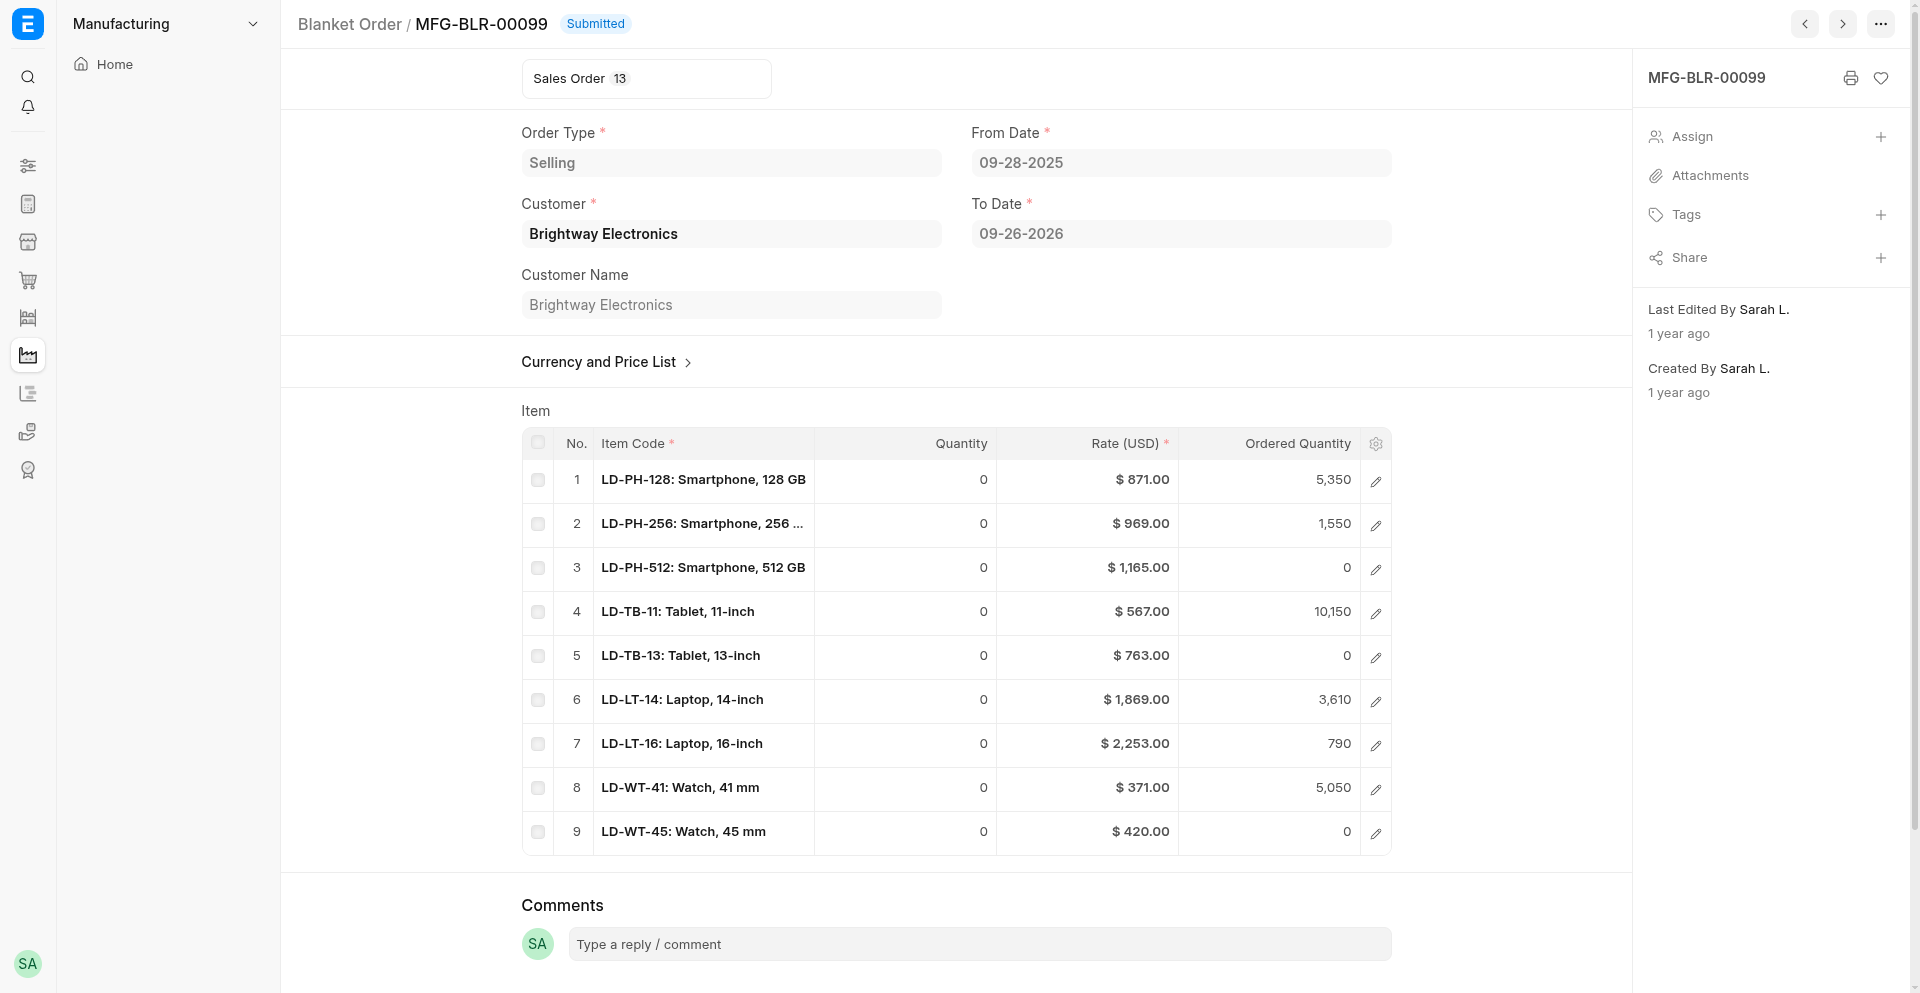 Manufacturing
Home
Blanket Order / MFG-BLR-00099 Submitted
Sales Order 13
Order Type *
Selling
From Date *
09-28-2025
Customer *
Brightway Electronics
To Date *
09-26-2026
Customer Name
Brightway Electronics
Currency and Price List
Item
No. Item Code * Quantity Rate (USD) * Ordered Quantity
1 LD-PH-128: Smartphone, 128 GB 0 $ 871.00 5,350
2 LD-PH-256: Smartphone, 256 ... 0 $ 969.00 1,550
3 LD-PH-512: Smartphone, 512 GB 0 $ 1,165.00 0
4 LD-TB-11: Tablet, 11-inch 0 $ 567.00 10,150
5 LD-TB-13: Tablet, 13-inch 0 $ 763.00 0
6 LD-LT-14: Laptop, 14-inch 0 $ 1,869.00 3,610
7 LD-LT-16: Laptop, 16-inch 0 $ 2,253.00 790
8 LD-WT-41: Watch, 41 mm 0 $ 371.00 5,050
9 LD-WT-45: Watch, 45 mm 0 $ 420.00 0
Comments
SA Type a reply / comment
MFG-BLR-00099
Assign
Attachments
Tags
Share
Last Edited By Sarah L.
1 year ago
Created By Sarah L.
1 year ago
SA